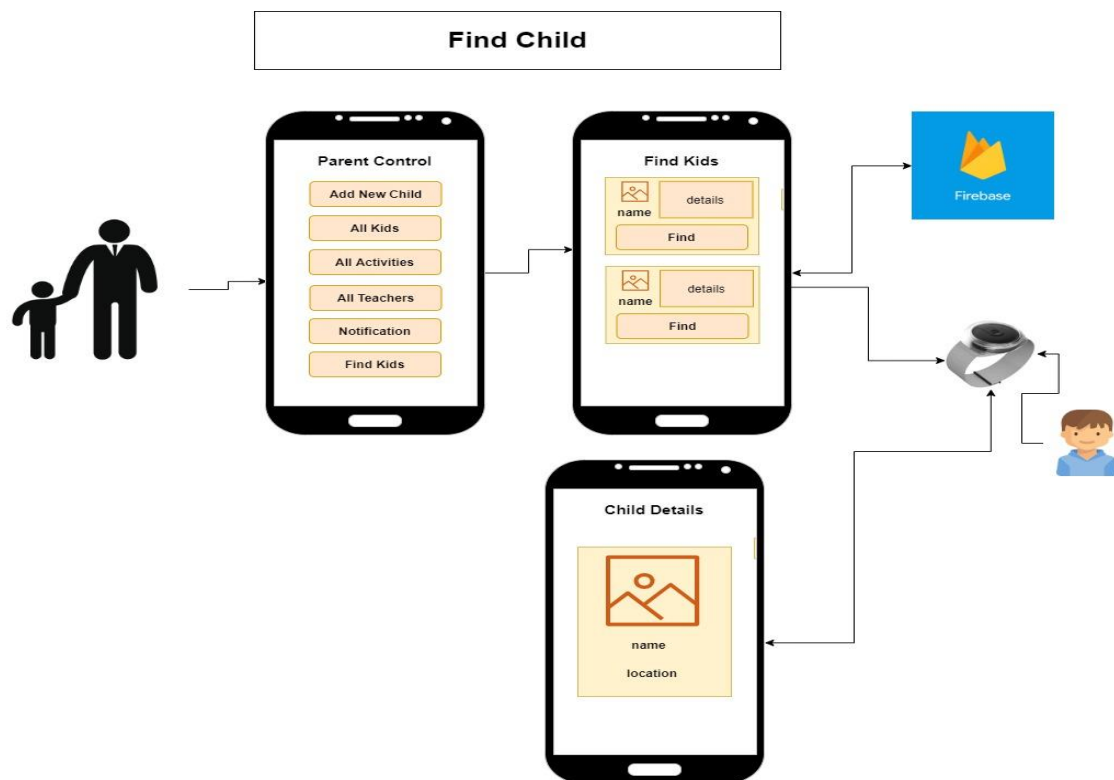 Find Child
Parent Control
Add New Child
All Kids
All Activities
All Teachers
Notification
Find Kids
Find Kids
name
details
Find
name
details
Find
Firebase
Child Details
name
location